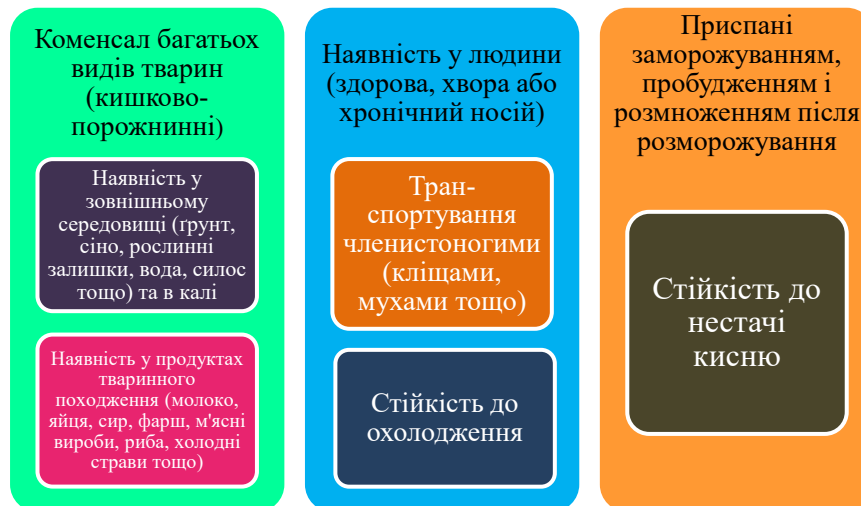 Коменсал багатьох
видів тварин
(кишково-
порожнинні)
Наявність у
зовнішньому
середовищі (ґрунт,
сіно, рослинні
залишки, вода, силос
тощо) та в калі
Наявність у продуктах
тваринного
походження (молоко,
яйця, сир, фарш, м'ясні
вироби, риба, холодні
страви тощо)
Наявність у людини
(здорова, хвора або
хронічний носій)
Тран-
спортування
членистоногими
(кліщами,
мухами тощо)
Стійкість до
охолодження
Приспані
заморожуванням,
пробудженням і
розмноженням після
розморожування
Стійкість до
нестачі
кисню